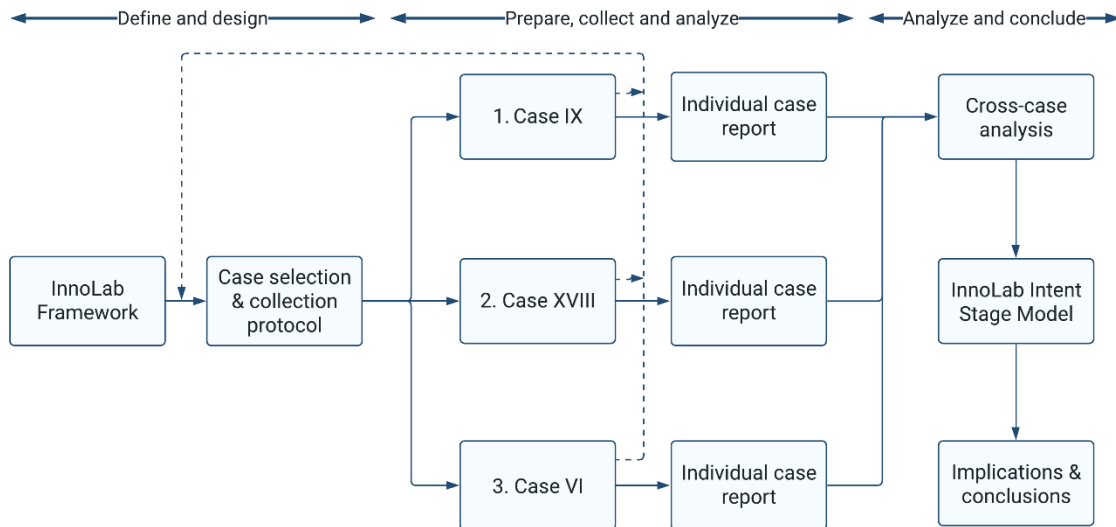 Define and design
Prepare, collect and analyze
Analyze and conclude
1. Case IX
Individual case
report
Cross-case
analysis
InnoLab
Framework
Case selection
& collection
protocol
2. Case XVIII
Individual case
report
InnoLab Intent
Stage Model
3. Case VI
Individual case
report
Implications &
conclusions